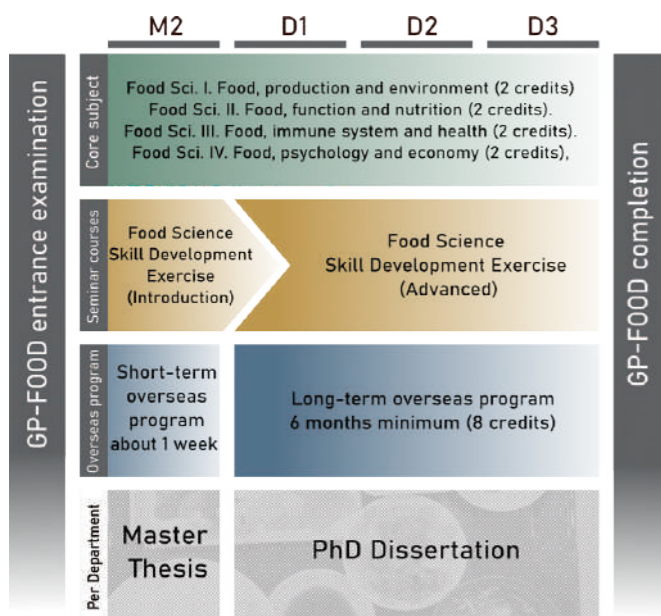 M2 D1 D2 D3
GP-FOOD entrance examination
Core subject
Food Sci. I. Food, production and environment (2 credits)
Food Sci. II. Food, function and nutrition (2 credits).
Food Sci. III. Food, immune system and health (2 credits).
Food Sci. IV. Food, psychology and economy (2 credits),
Seminar courses
Food Science
Skill Development
Exercise
(Introduction)
Food Science
Skill Development Exercise
(Advanced)
Overseas program
Short-term
overseas
program
about 1 week
Long-term overseas program
6 months minimum (8 credits)
Per Department
Master
Thesis
PhD Dissertation
GP-FOOD completion